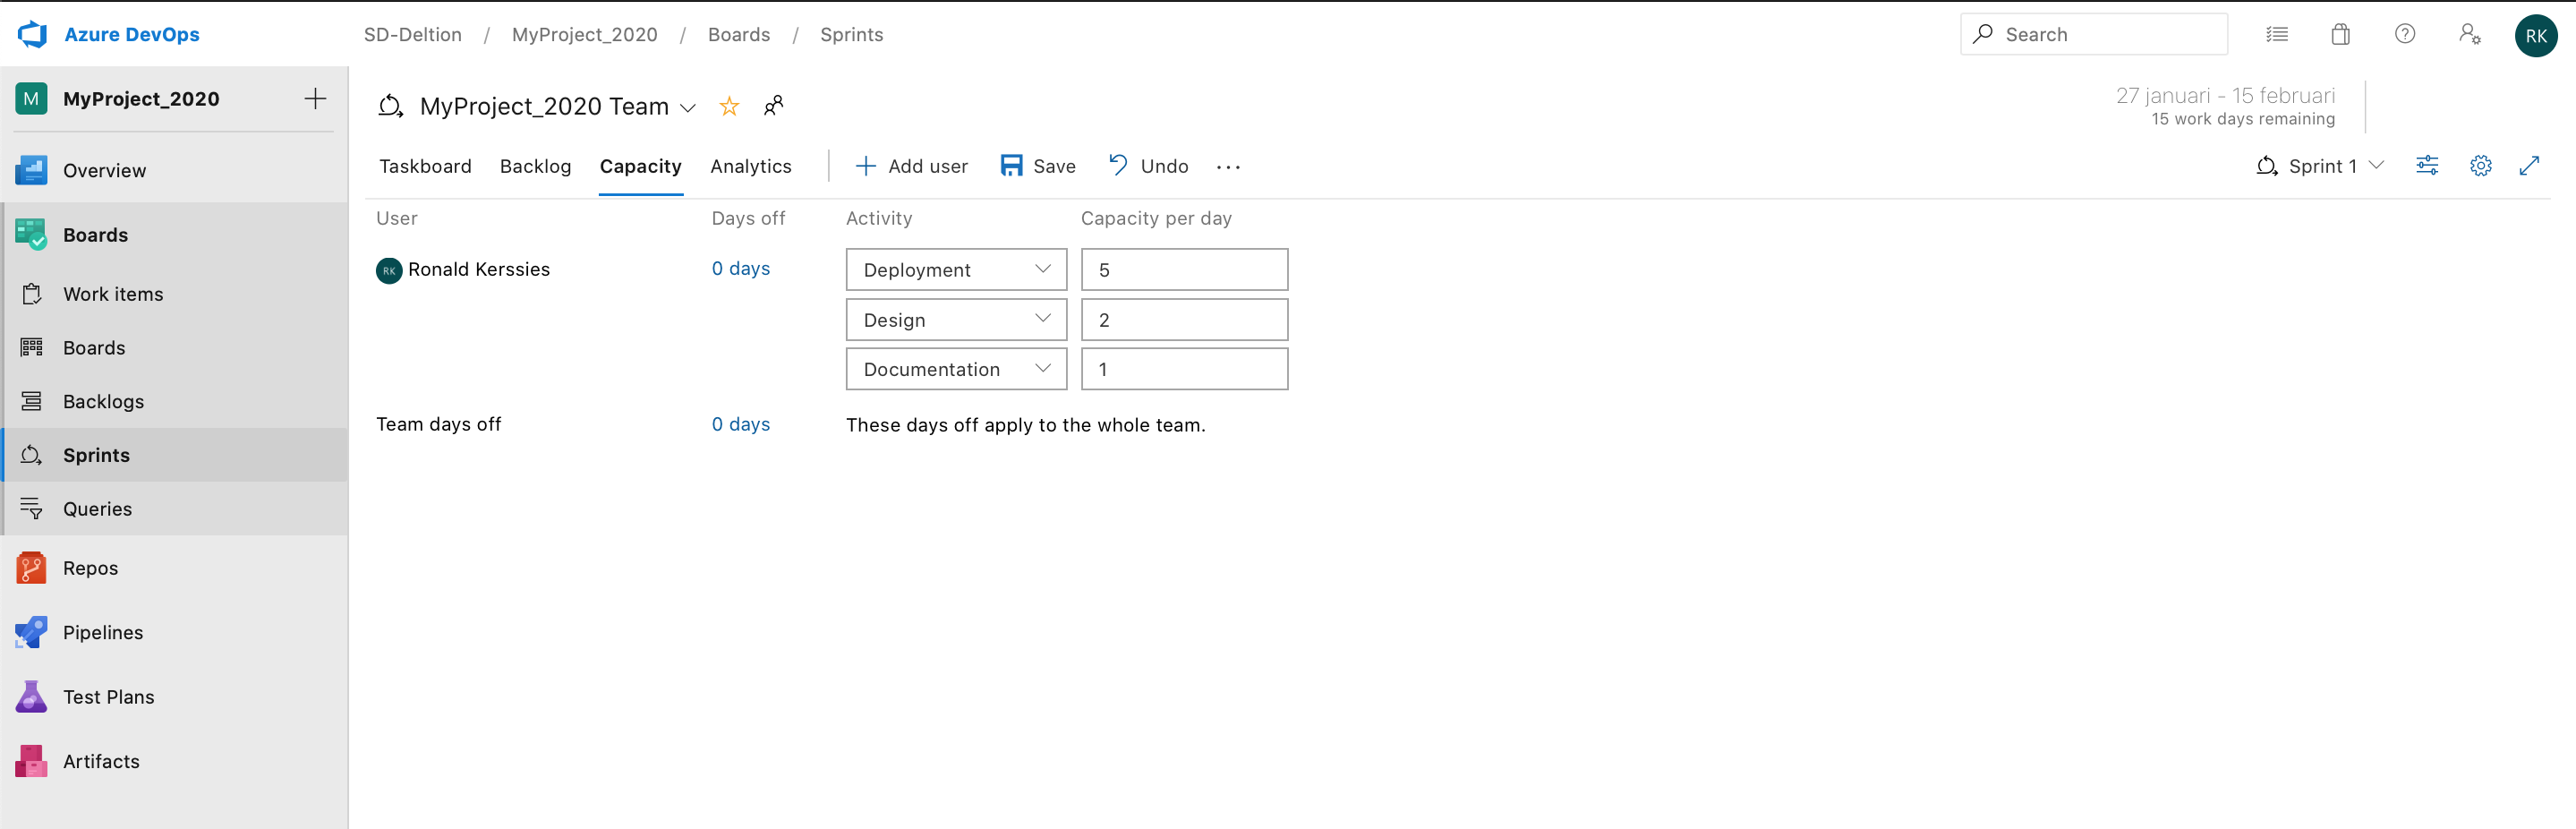 Azure DevOps
SD-Deltion / MyProject_2020 / Boards / Sprints
Search
RK
M MyProject_2020
Overview
Boards
Work items
Boards
Backlogs
Sprints
Queries
Repos
Pipelines
Test Plans
Artifacts
MyProject_2020 Team
27 januari - 15 februari
15 work days remaining
Taskboard Backlog Capacity Analytics Add user Save Undo ...
Sprint 1
User Days off Activity Capacity per day
RK Ronald Kerssies 0 days Deployment 5
Design 2
Documentation 1
Team days off 0 days These days off apply to the whole team.